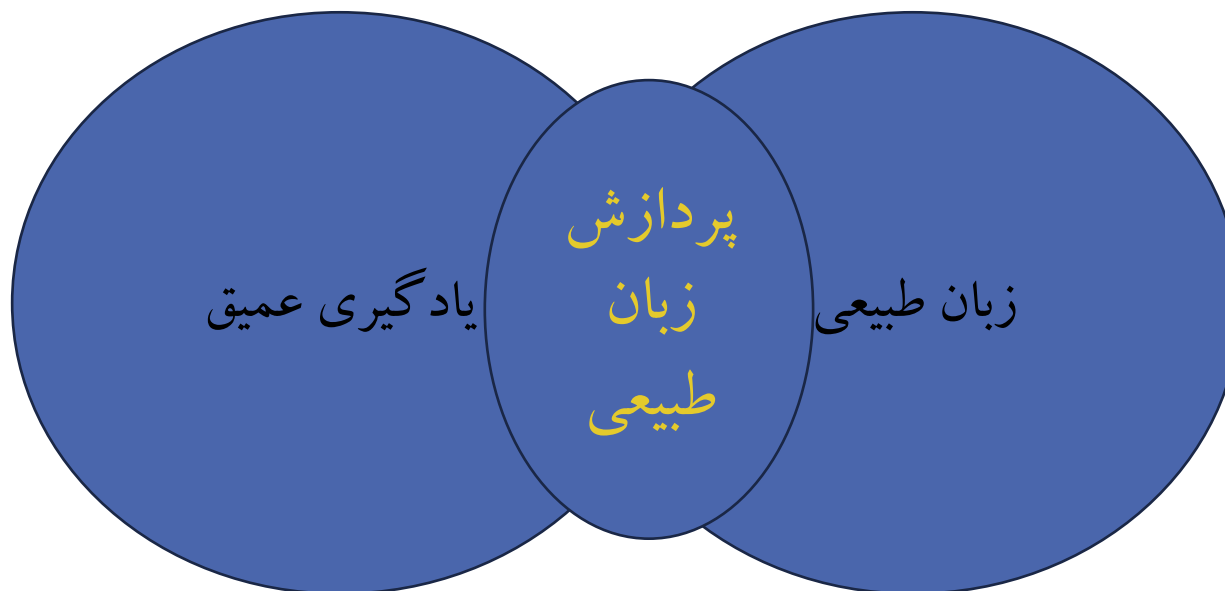 زبان طبیعی
پردازش
زبان
طبیعی
یادگیری عمیق